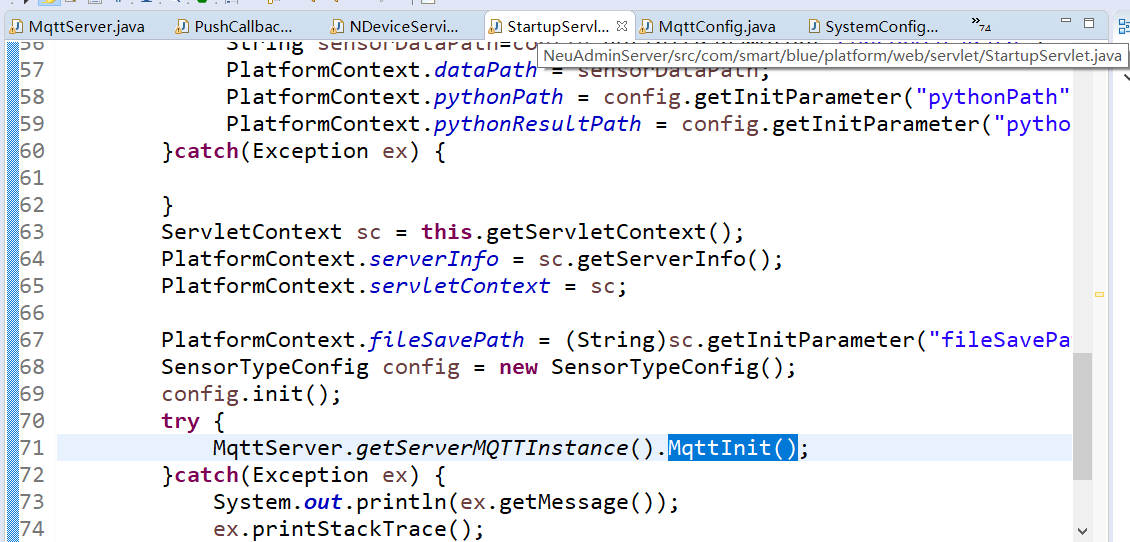 MqttServer.java PushCallbac... NDeviceServi... StartupServl... MqttConfig.java SystemConfig... »74
NeuAdminServer/src/com/smart/blue/platform/web/servlet/StartupServlet.java
56 String sensorDataPath=
57 PlatformContext.dataPath = sensorDataPath;
58 PlatformContext.pythonPath = config.getInitParameter("pythonPath"
59 PlatformContext.pythonResultPath = config.getInitParameter("pytho
60 }catch(Exception ex) {
61
62 }
63 ServletContext sc = this.getServletContext();
64 PlatformContext.serverInfo = sc.getServerInfo();
65 PlatformContext.servletContext = sc;
66
67 PlatformContext.fileSavePath = (String)sc.getInitParameter("fileSavePa
68 SensorTypeConfig config = new SensorTypeConfig();
69 config.init();
70 try {
71 MqttServer.getServerMQTTInstance().MqttInit();
72 }catch(Exception ex) {
73 System.out.println(ex.getMessage());
74 ex.printStackTrace();